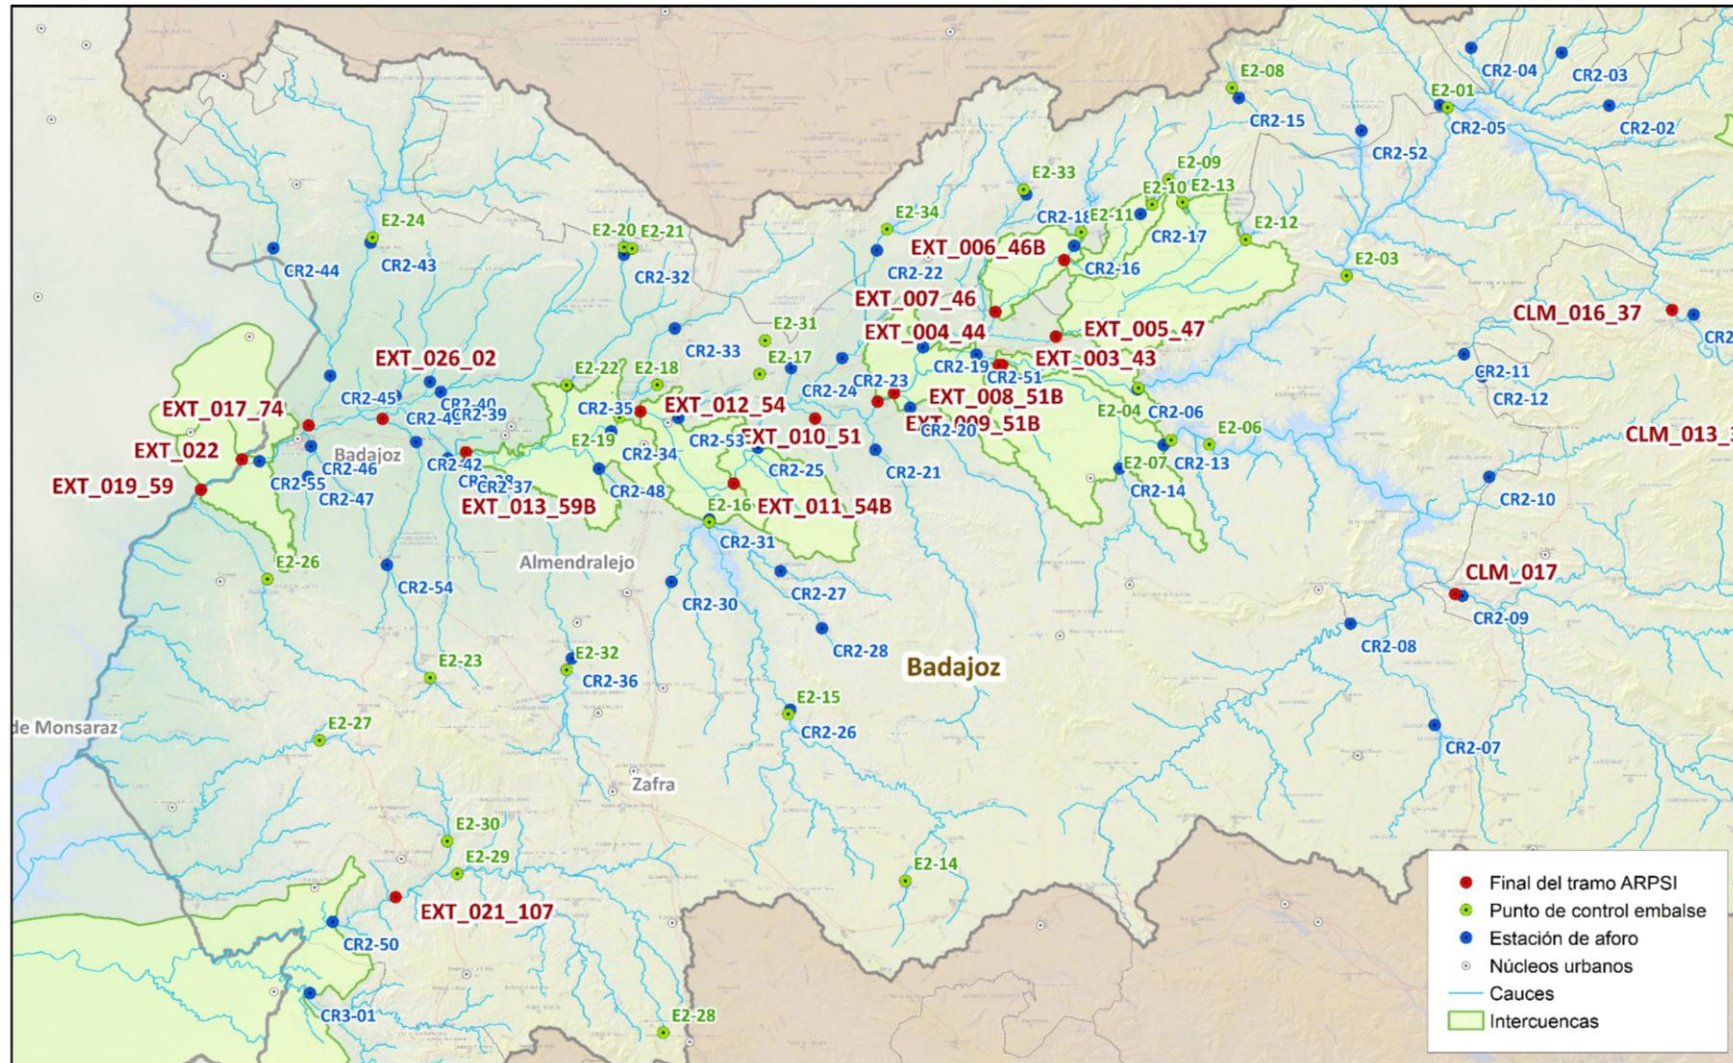 CR2-04
CR2-03
E2-08
E2-01
CR2-15
CR2-05
CR2-02
CR2-52
E2-09
E2-33
E2-10
E2-13
E2-11
E2-34
CR2-18
E2-24
E2-20
E2-21
CR2-17
E2-12
EXT_006_46B
CR2-44
CR2-43
CR2-32
CR2-22
CR2-16
E2-03
EXT_007_46
CLM_016_37
E2-31
EXT_004_44
EXT_005_47
CR2-33
E2-17
CR2-19
EXT_003_43
CR2-11
EXT_026_02
CR2-51
E2-22
E2-18
CR2-24
CR2-23
CR2-12
CR2-45
CR2-40
EXT_008_51B
EXT_017_74
CR2-39
CR2-35
EXT_012_54
E2-04
CR2-06
EXT_009_51B
CR2-20
EXT_010_51
E2-19
CR2-53
E2-06
CLM_013_3
EXT_022
Badajoz
CR2-46
CR2-42
CR2-34
CR2-25
CR2-21
E2-07
CR2-13
CR2-55
EXT_019_59
CR2-47
CR2-37
CR2-48
CR2-14
CR2-10
EXT_013_59B
E2-16
EXT_011_54B
CR2-31
Almendralejo
E2-26
CLM_017
CR2-54
CR2-30
CR2-27
CR2-09
CR2-28
CR2-08
E2-32
E2-23
CR2-36
Badajoz
E2-15
de Monsaraz
E2-27
CR2-26
CR2-07
Zafra
E2-30
E2-29
E2-14
EXT_021_107
CR2-50
CR3-01
E2-28
Final del tramo ARPSI
Punto de control embalse
Estación de aforo
Núcleos urbanos
Cauces
Intercuencas